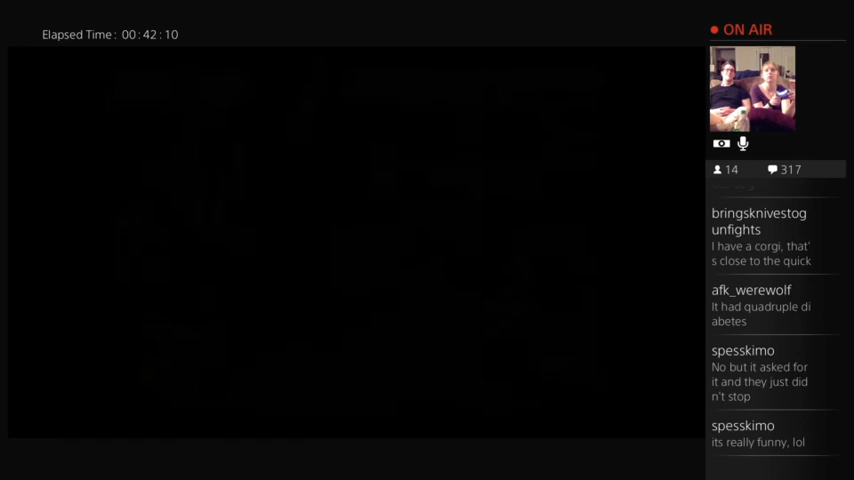 Elapsed Time: 00:42:10
ON AIR
14 317
bringsknivestog
unfights
I have a corgi, that'
s close to the quick
afk_werewolf
It had quadruple di
abetes
spesskimo
No but it asked for
it and they just did
n't stop
spesskimo
its really funny, lol